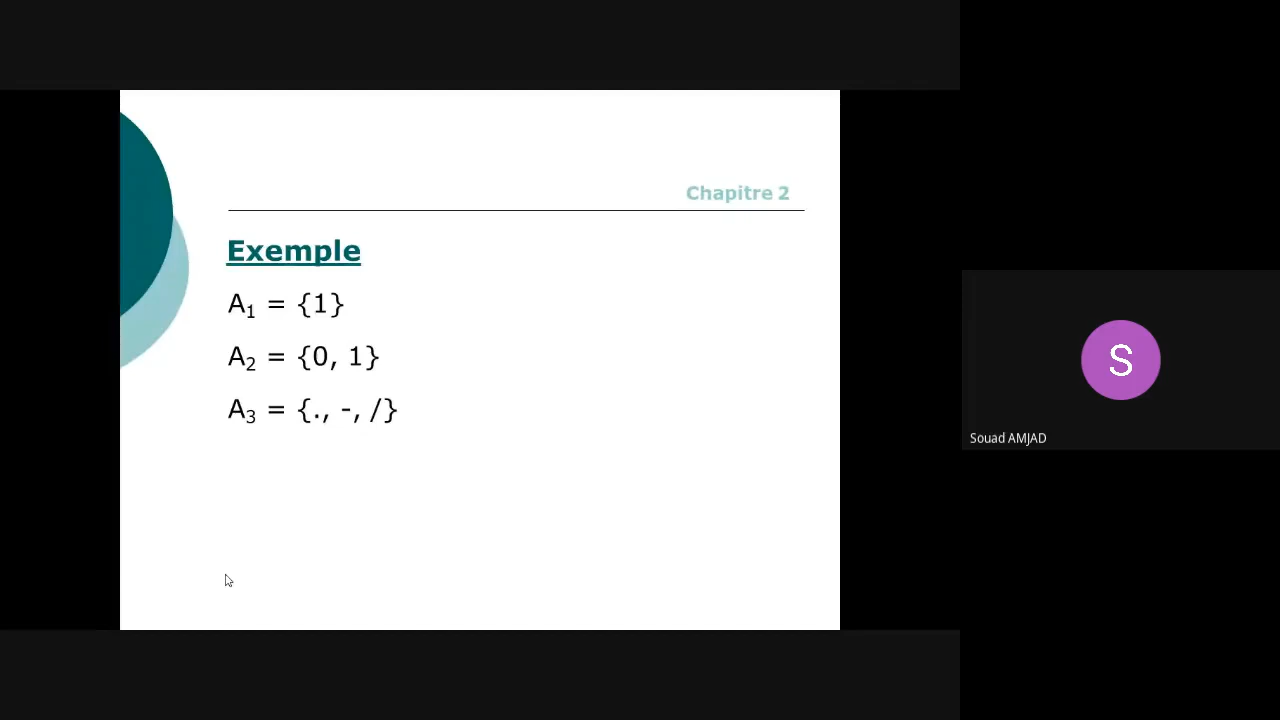 Chapitre 2
Exemple
A₁ = {1}
A₂ = {0, 1}
A₃ = {., -, /}
S
Souad AMJAD